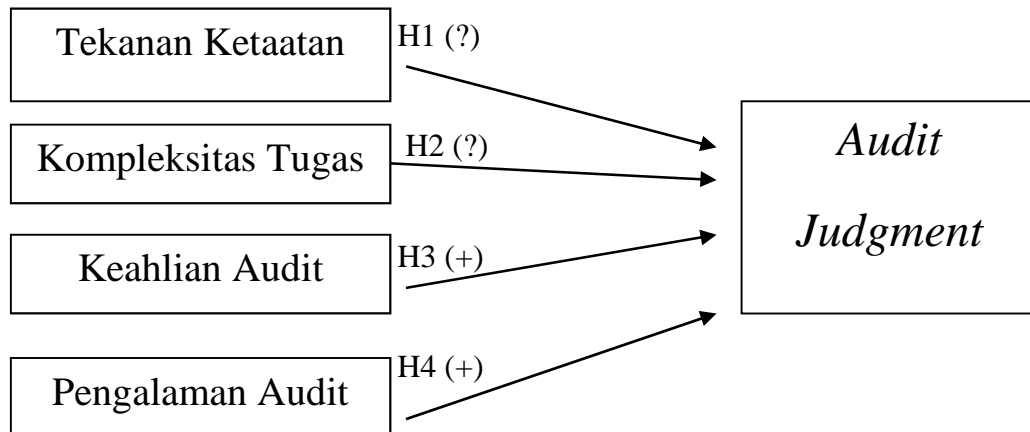 Tekanan Ketaatan
H1 (?)
Kompleksitas Tugas
H2 (?)
Keahlian Audit
H3 (+)
Pengalaman Audit
H4 (+)
Audit
Judgment